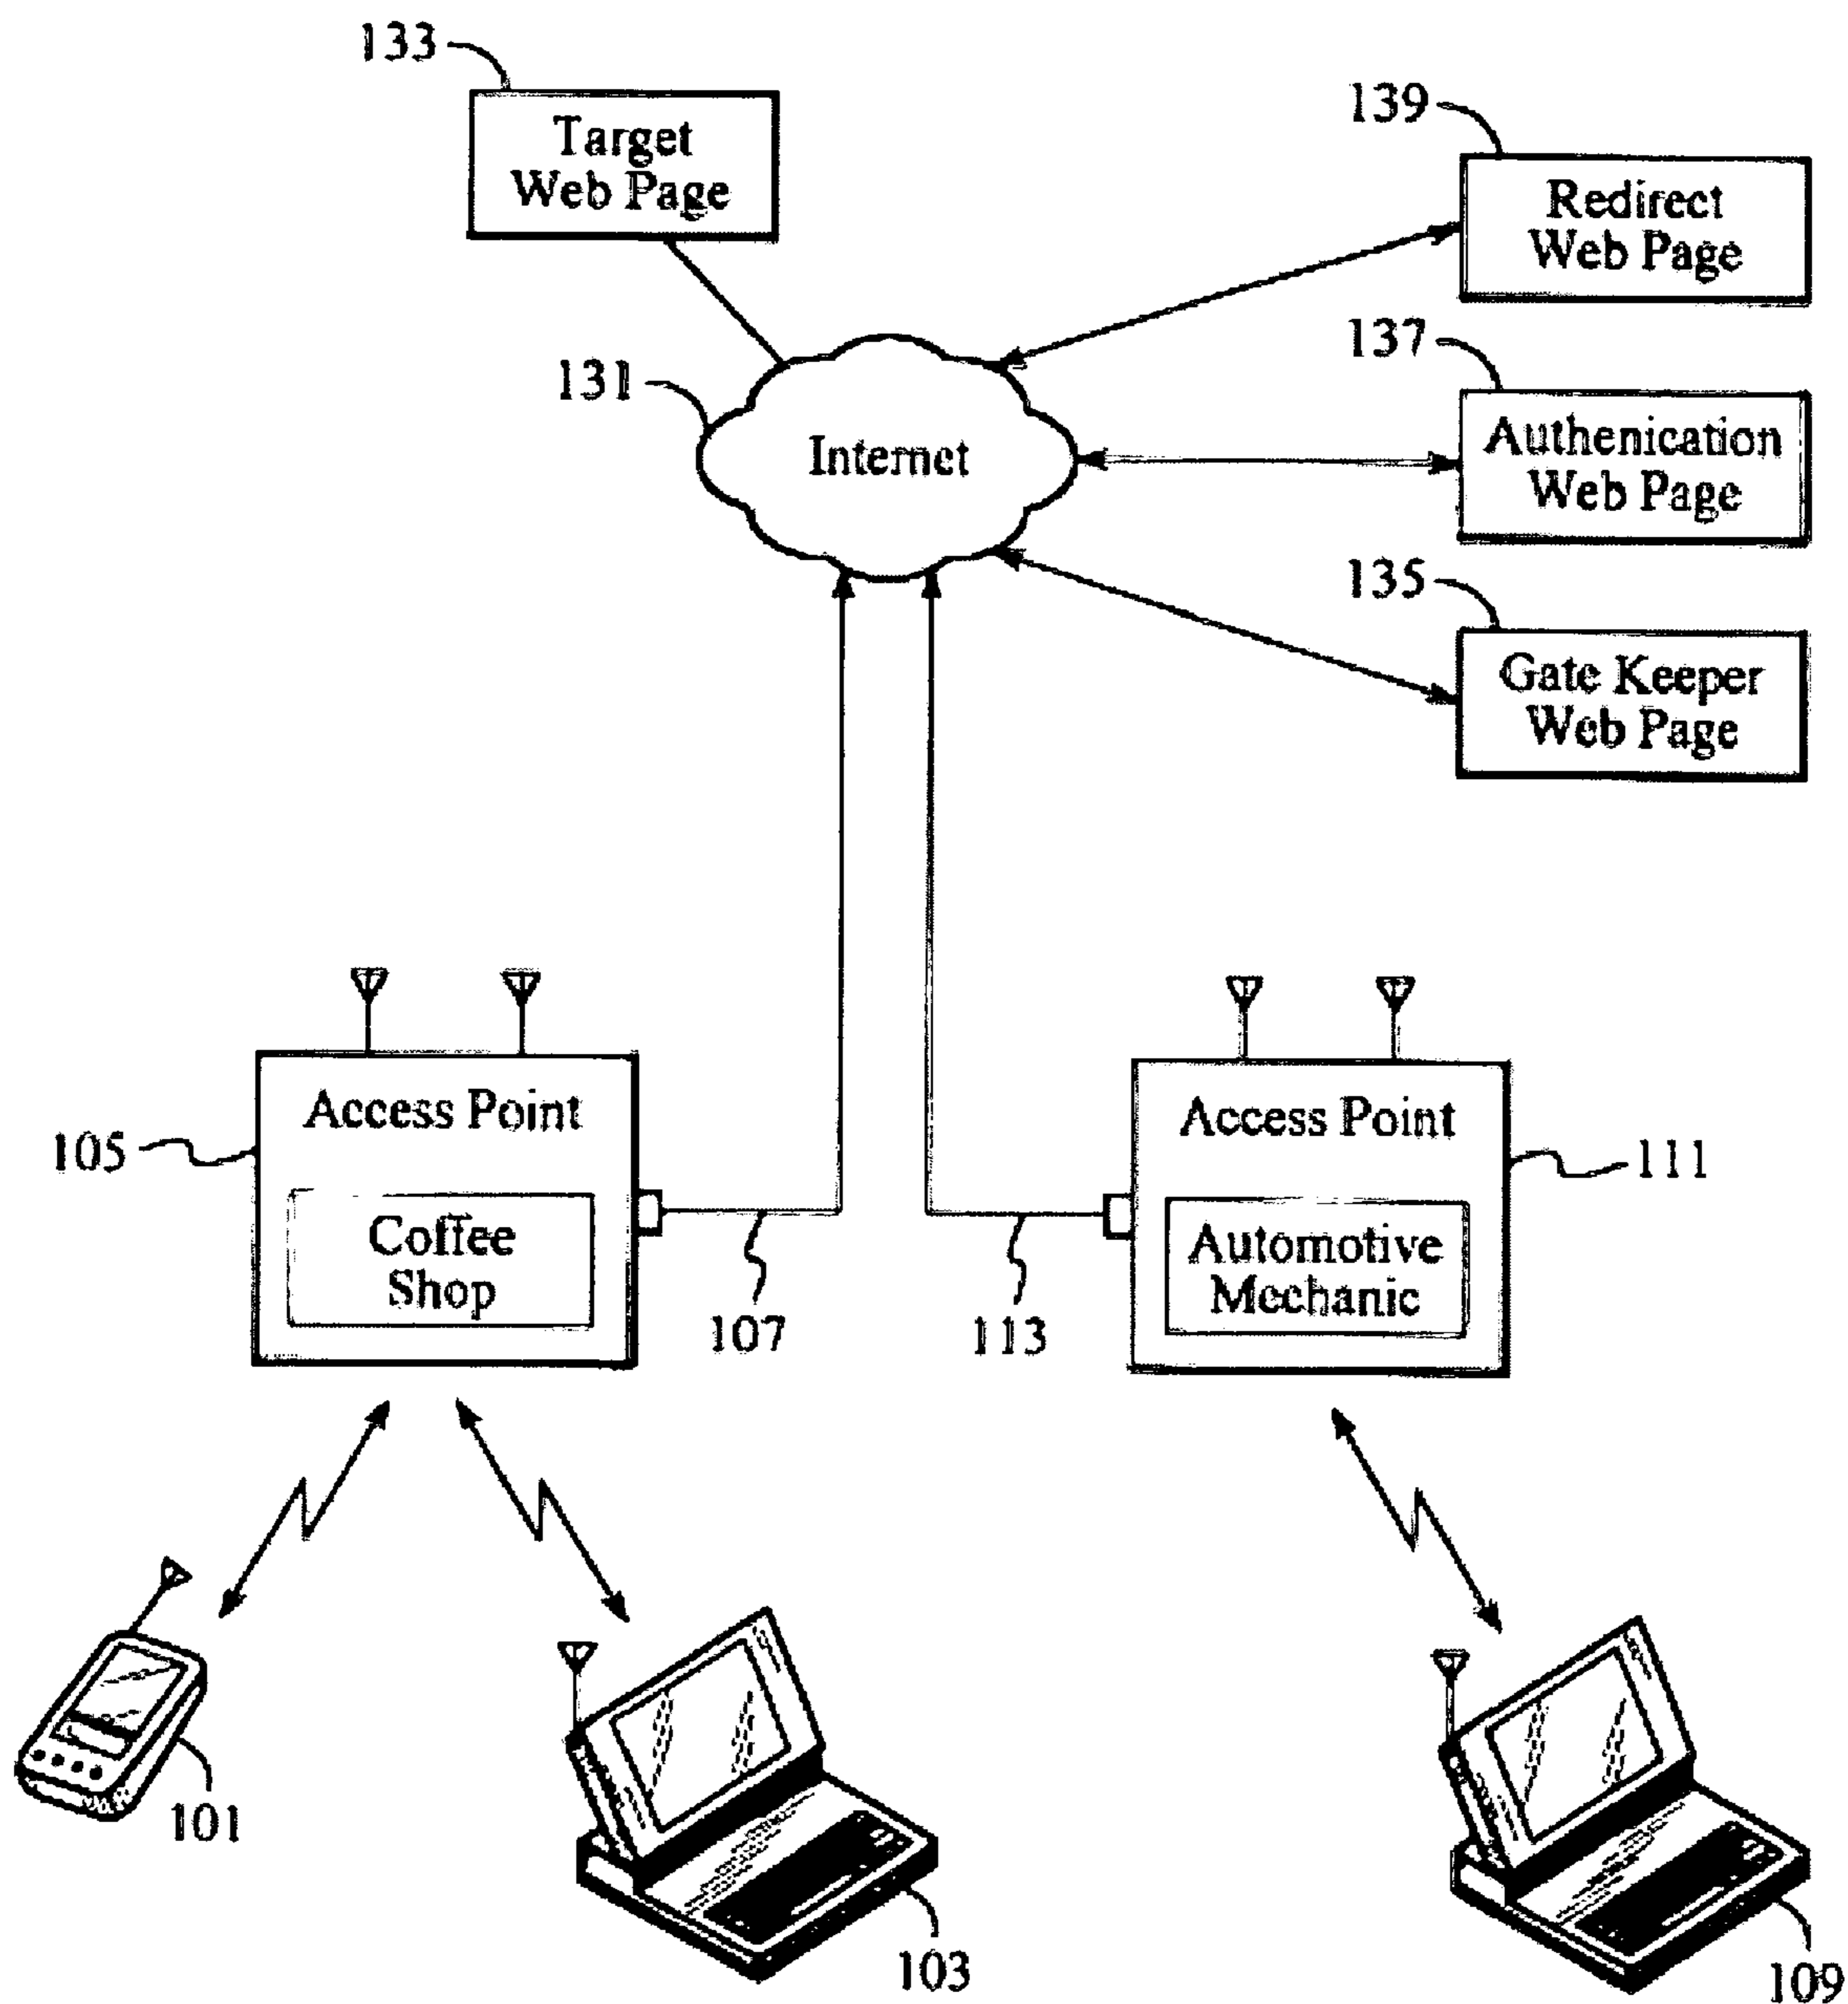 133
Target
Web Page
139
Redirect
Web Page
131
Internet
137
Authenication
Web Page
135
Gate Keeper
Web Page
105
Access Point
Coffee
Shop
107
113
Access Point
Automotive
Mechanic
111
101
103
109